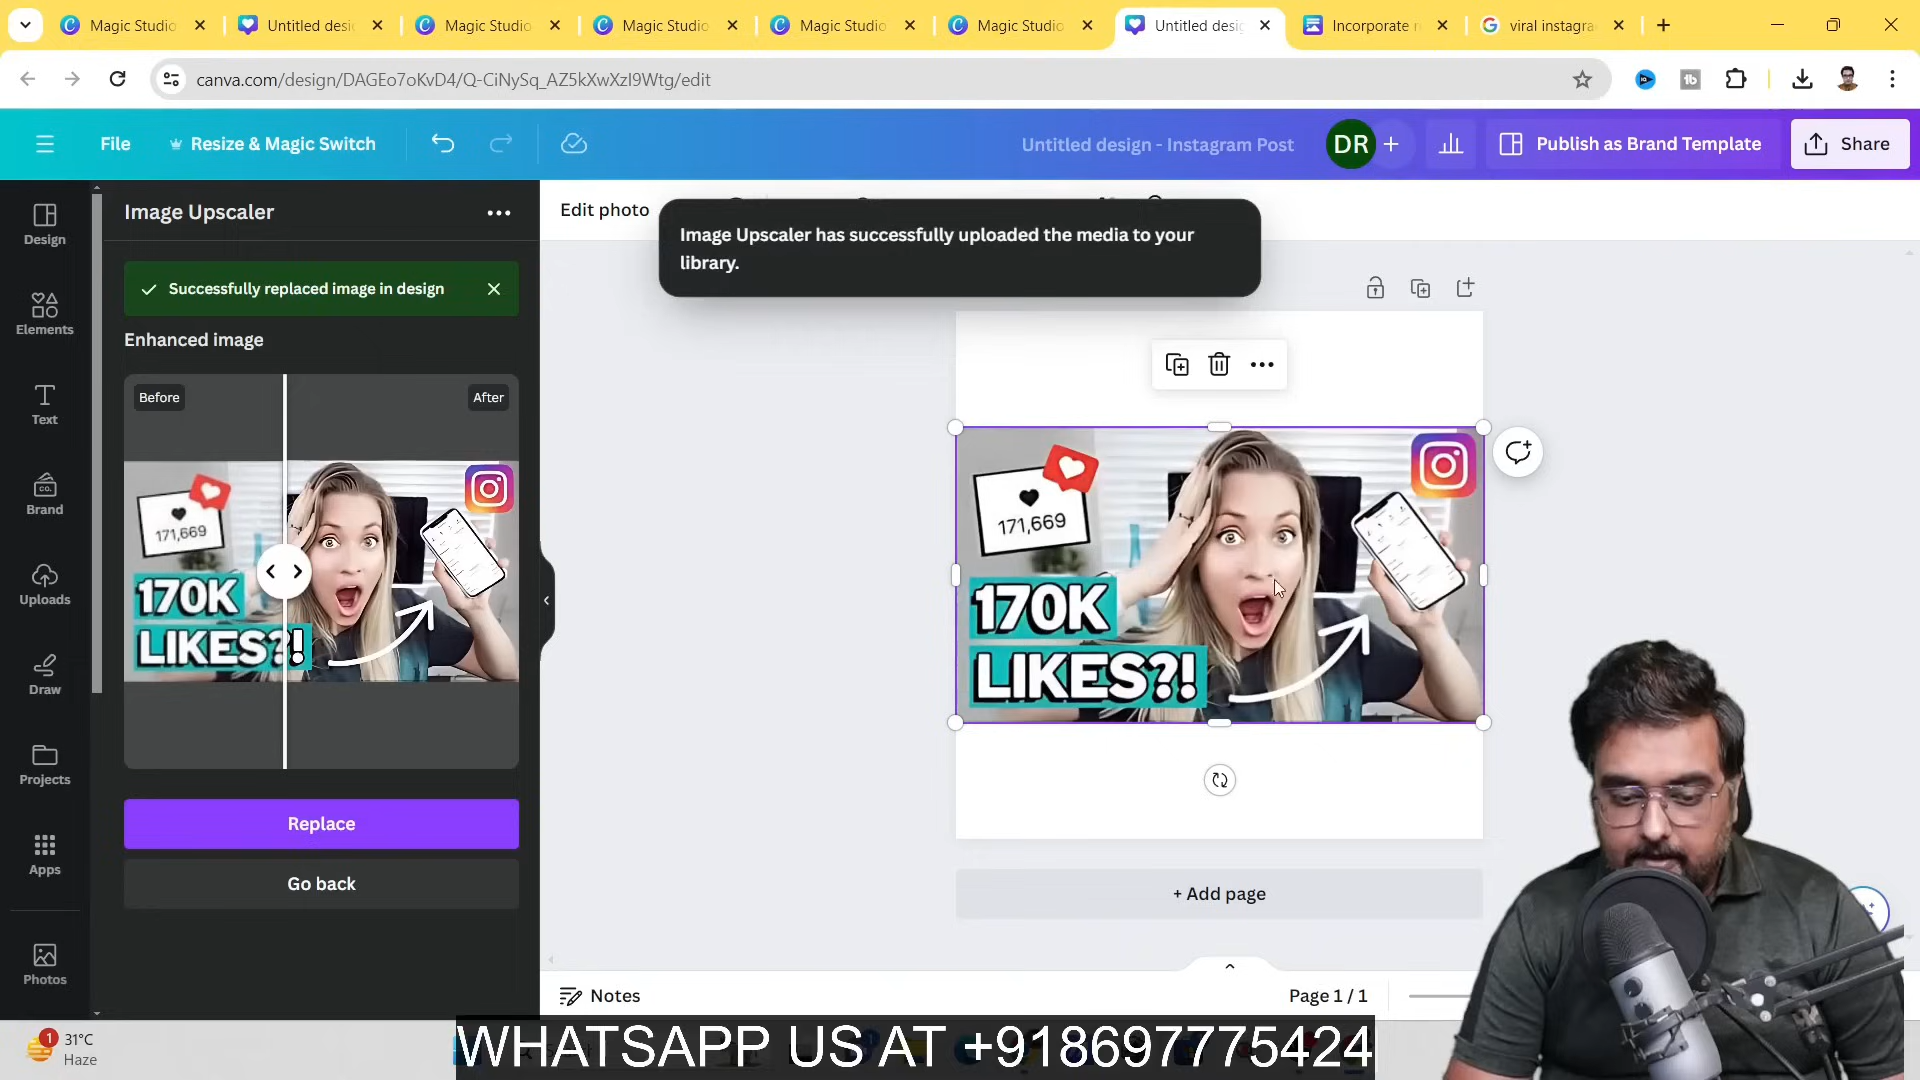 Magic Studio
Untitled desi
Magic Studio
Magic Studio
Magic Studio
Magic Studio
Untitled desi
Incorporate
viral instagra
canva.com/design/DAGEo7oKvD4/Q-CiNySq_AZ5kXwXzI9Wtg/edit
File
Resize & Magic Switch
Untitled design - Instagram Post
DR
Publish as Brand Template
Share
Design
Elements
Text
Brand
Uploads
Draw
Projects
Apps
Photos
Image Upscaler
Successfully replaced image in design
Enhanced image
Before
After
171,669
170K
LIKES?!
Replace
Go back
Edit photo
Image Upscaler has successfully uploaded the media to your
library.
171,669
170K
LIKES?!
+ Add page
Notes
Page 1 / 1
1
31°C
Haze
WHATSAPP US AT +918697775424